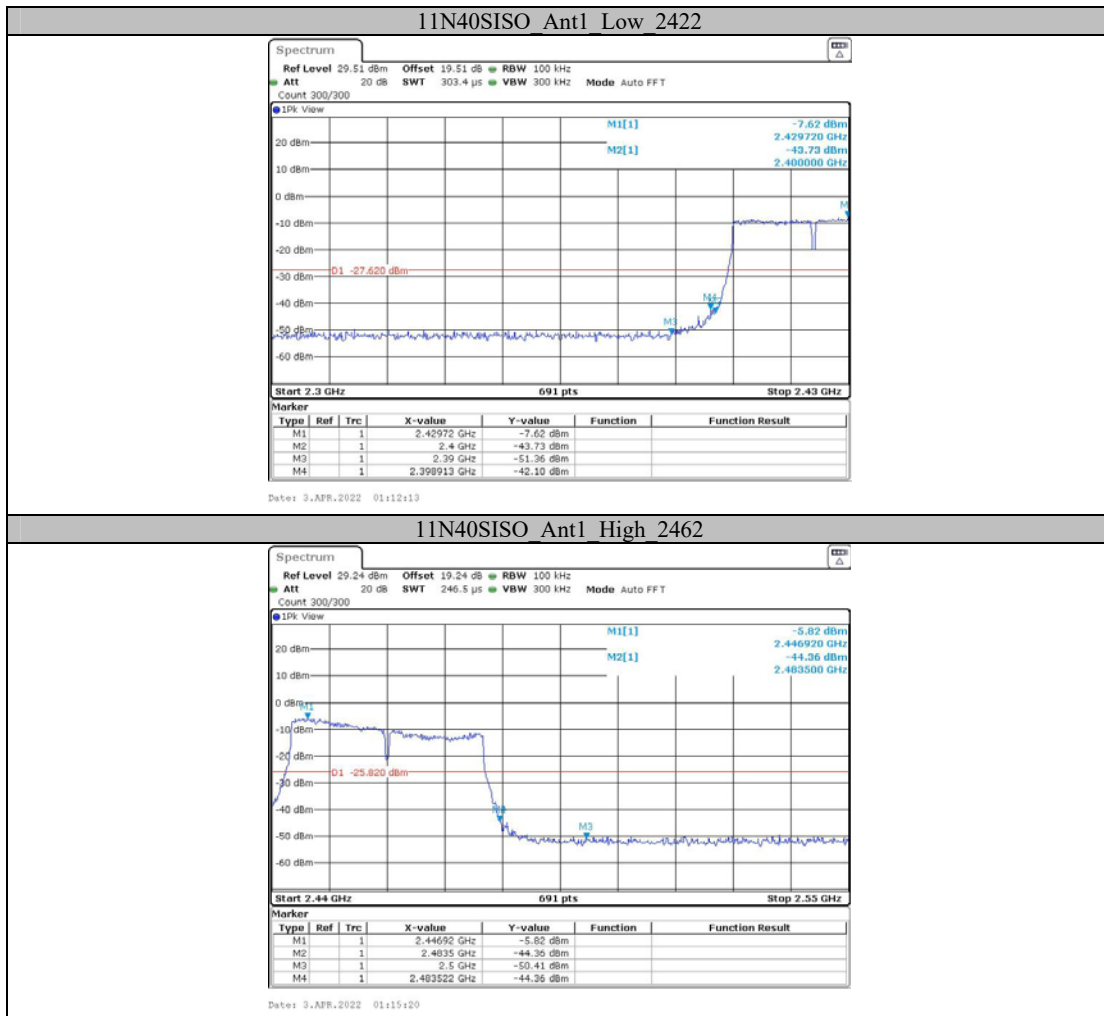 11N40SISO_Ant1_Low_2422
Spectrum
Ref Level 29.51 dBm Offset 19.51 dB RBW 100 kHz
Att 20 dB SWT 303.4 µs VBW 300 kHz Mode Auto FFT
Count 300/300
1Pk View
M1[1] -7.62 dBm
2.429720 GHz
M2[1] -43.73 dBm
2.400000 GHz
20 dBm
10 dBm
0 dBm
M
-10 dBm
-20 dBm
D1 -27.620 dBm
-30 dBm
-40 dBm
M4
M3
-50 dBm
-60 dBm
Start 2.3 GHz 691 pts Stop 2.43 GHz
Marker
Type Ref Trc X-value Y-value Function Function Result
M1 1 2.42972 GHz -7.62 dBm
M2 1 2.4 GHz -43.73 dBm
M3 1 2.39 GHz -51.36 dBm
M4 1 2.398913 GHz -42.10 dBm
Date: 3.APR.2022 01:12:13
11N40SISO_Ant1_High_2462
Spectrum
Ref Level 29.24 dBm Offset 19.24 dB RBW 100 kHz
Att 20 dB SWT 246.5 µs VBW 300 kHz Mode Auto FFT
Count 300/300
1Pk View
M1[1] -5.82 dBm
2.446920 GHz
M2[1] -44.36 dBm
2.483500 GHz
20 dBm
10 dBm
0 dBm
M1
-10 dBm
-20 dBm
D1 -25.820 dBm
-30 dBm
-40 dBm
M3
-50 dBm
-60 dBm
Start 2.44 GHz 691 pts Stop 2.55 GHz
Marker
Type Ref Trc X-value Y-value Function Function Result
M1 1 2.44692 GHz -5.82 dBm
M2 1 2.4835 GHz -44.36 dBm
M3 1 2.5 GHz -50.41 dBm
M4 1 2.483522 GHz -44.36 dBm
Date: 3.APR.2022 01:15:20